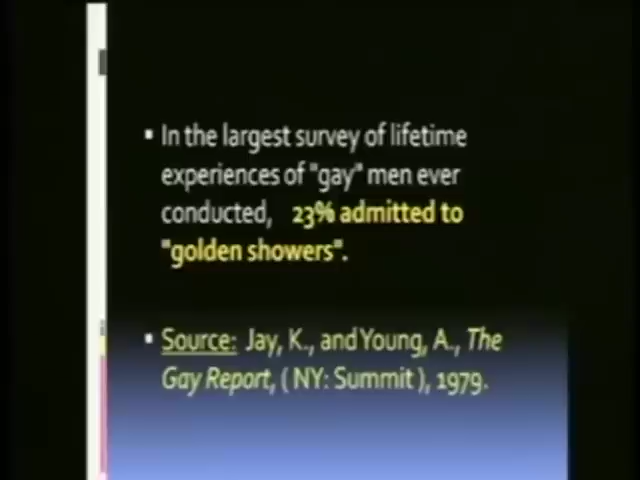 ▪ In the largest survey of lifetime
experiences of "gay" men ever
conducted, 23% admitted to
"golden showers".
▪ Source: Jay, K., and Young, A., The
Gay Report, ( NY: Summit ), 1979.